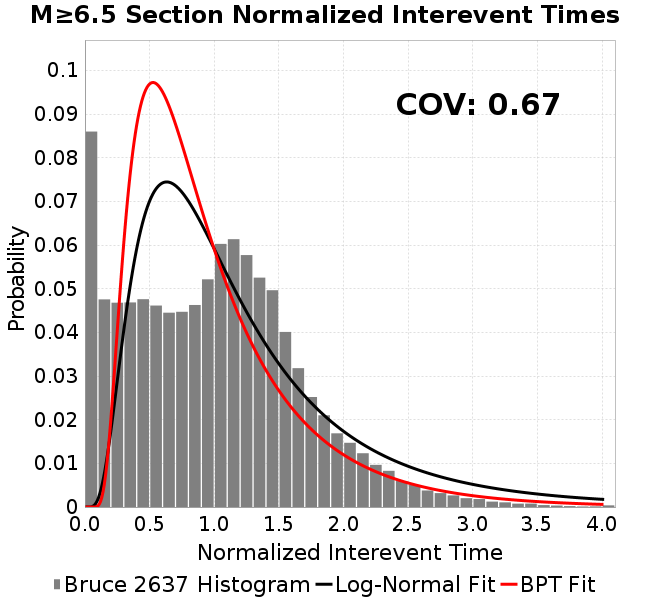 M≥6.5 Section Normalized Interevent Times
COV: 0.67
Probability
0.1
0.09
0.08
0.07
0.06
0.05
0.04
0.03
0.02
0.01
0
0.0 0.5 1.0 1.5 2.0 2.5 3.0 3.5 4.0
Normalized Interevent Time
Bruce 2637 Histogram Log-Normal Fit BPT Fit